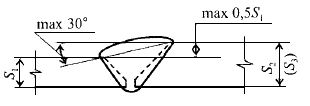 max 30°
max 0,5S₁
S₁
S₂
(S₃)